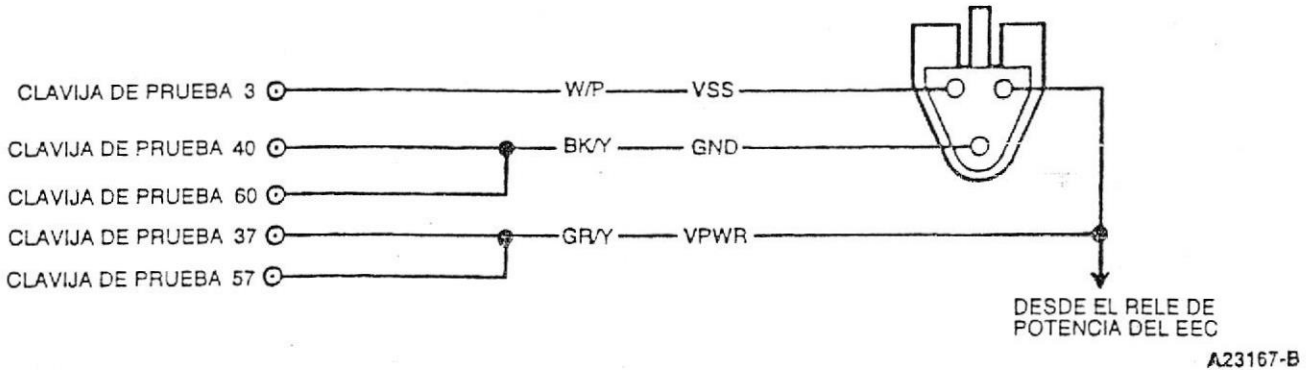 CLAVIJA DE PRUEBA 3 W/P VSS
CLAVIJA DE PRUEBA 40 BK/Y GND
CLAVIJA DE PRUEBA 60
CLAVIJA DE PRUEBA 37 GR/Y VPWR
CLAVIJA DE PRUEBA 57
DESDE EL RELE DE
POTENCIA DEL EEC
A23167-B